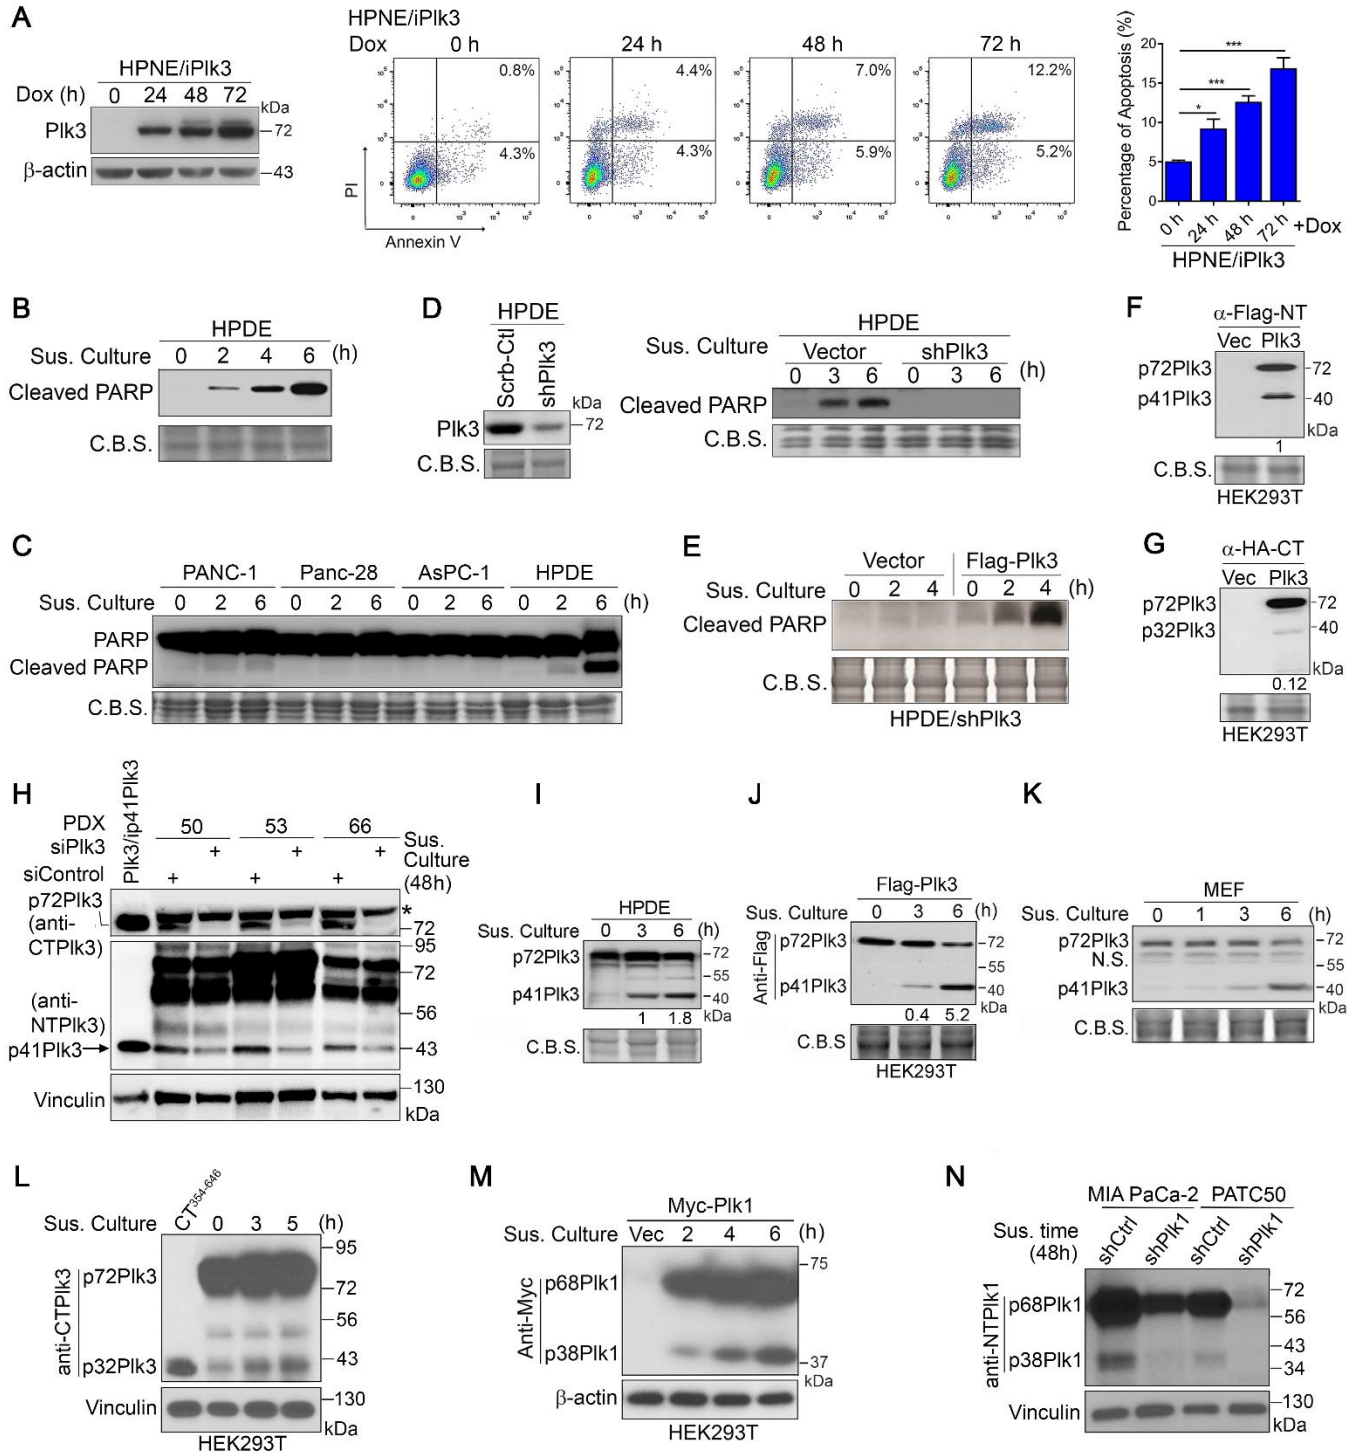 A
HPNE/iPlk3
Dox (h) 0 24 48 72 kDa
Plk3 72
β-actin 43
HPNE/iPlk3
Dox 0 h 24 h 48 h 72 h
0.8% 4.4% 7.0% 12.2%
4.3% 4.3% 5.9% 5.2%
PI
Annexin V
Percentage of Apoptosis (%)
20
15
10
5
0
***
***
*
0 h 24 h 48 h 72 h +Dox
HPNE/iPlk3
B
HPDE
Sus. Culture 0 2 4 6 (h)
Cleaved PARP
C.B.S.
D
HPDE
Scrb-Ctl shPlk3
kDa
Plk3 72
C.B.S.
HPDE
Sus. Culture Vector shPlk3
0 3 6 0 3 6 (h)
Cleaved PARP
C.B.S.
F
α-Flag-NT
Vec Plk3
p72Plk3 72
p41Plk3 40
kDa
1
C.B.S.
HEK293T
C
PANC-1 Panc-28 AsPC-1 HPDE
Sus. Culture 0 2 6 0 2 6 0 2 6 0 2 6 (h)
PARP
Cleaved PARP
C.B.S.
E
Vector Flag-Plk3
Sus. Culture 0 2 4 0 2 4 (h)
Cleaved PARP
C.B.S.
HPDE/shPlk3
G
α-HA-CT
Vec Plk3
p72Plk3 72
p32Plk3 40
kDa
0.12
C.B.S.
HEK293T
H
Plk3/ip41Plk3
PDX 50 53 66
siPlk3 + + +
siControl + + +
Sus. Culture (48h)
p72Plk3 *
(anti- 72
CTPlk3) 95
72
(anti- 56
NTPlk3)
p41Plk3 43
Vinculin 130
kDa
I
HPDE
Sus. Culture 0 3 6 (h)
p72Plk3 72
55
p41Plk3 40
1 1.8 kDa
C.B.S.
J
Flag-Plk3
Sus. Culture 0 3 6 (h)
Anti-Flag
p72Plk3 72
55
p41Plk3 40
0.4 5.2 kDa
C.B.S
HEK293T
K
MEF
Sus. Culture 0 1 3 6 (h)
p72Plk3 72
N.S.
55
p41Plk3 40
kDa
C.B.S.
L
CT354-646
Sus. Culture 0 3 5 (h)
anti-CTPlk3
95
p72Plk3 72
56
p32Plk3 43
Vinculin 130
kDa
HEK293T
M
Myc-Plk1
Sus. Culture Vec 2 4 6 (h)
Anti-Myc
75
p68Plk1
p38Plk1 37
kDa
β-actin
HEK293T
N
MIA PaCa-2 PATC50
Sus. time (48h) shCtrl shPlk1 shCtrl shPlk1
anti-NTPlk1
72
p68Plk1 56
43
p38Plk1 34
Vinculin 130
kDa